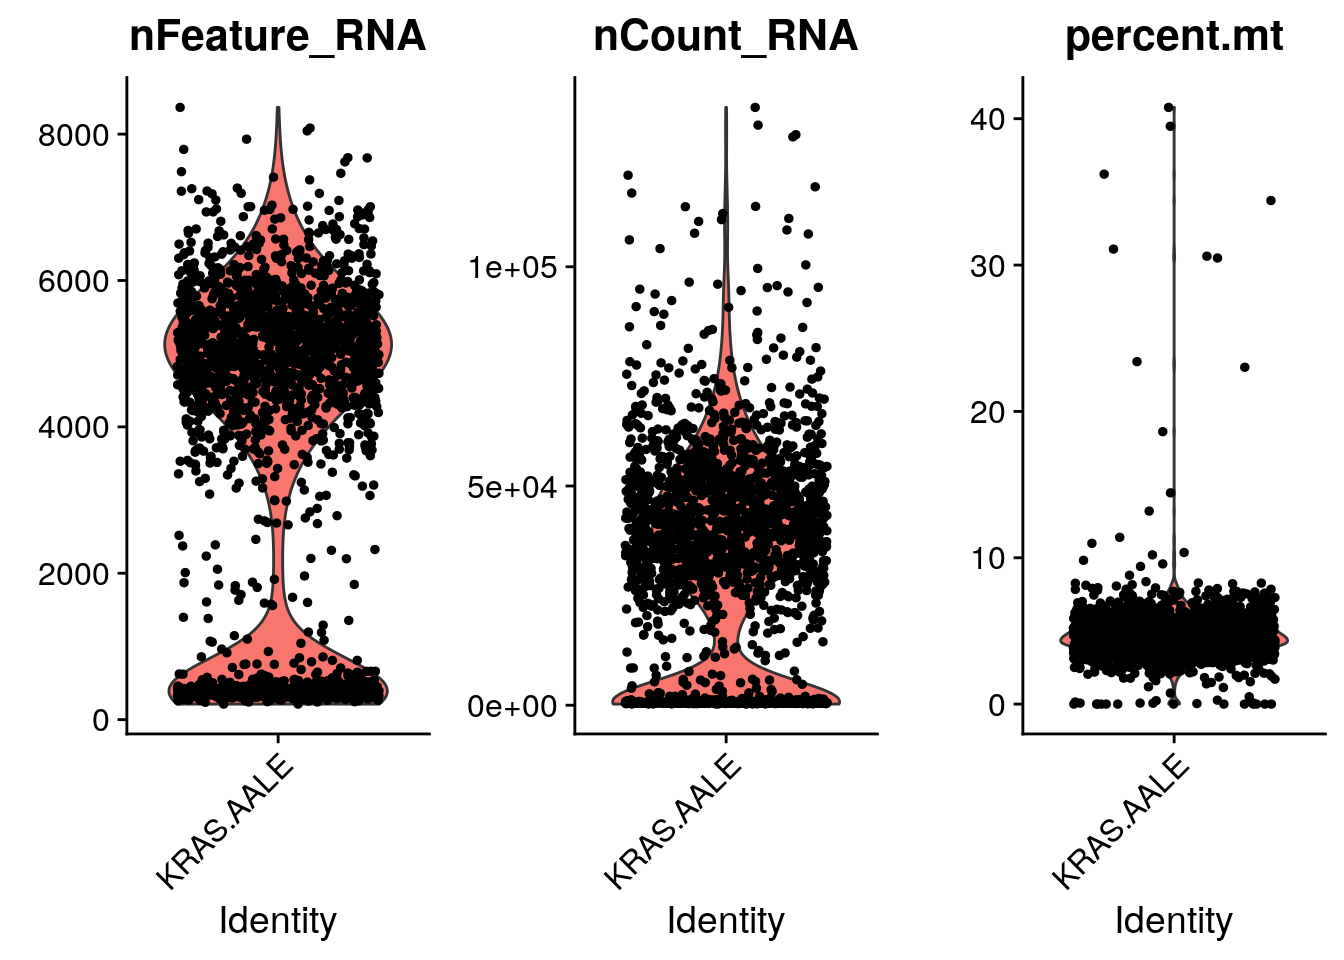 nFeature_RNA
8000
6000
4000
2000
0
KRAS.AALE
Identity
nCount_RNA
1e+05
5e+04
0e+00
KRAS.AALE
Identity
percent.mt
40
30
20
10
0
KRAS.AALE
Identity